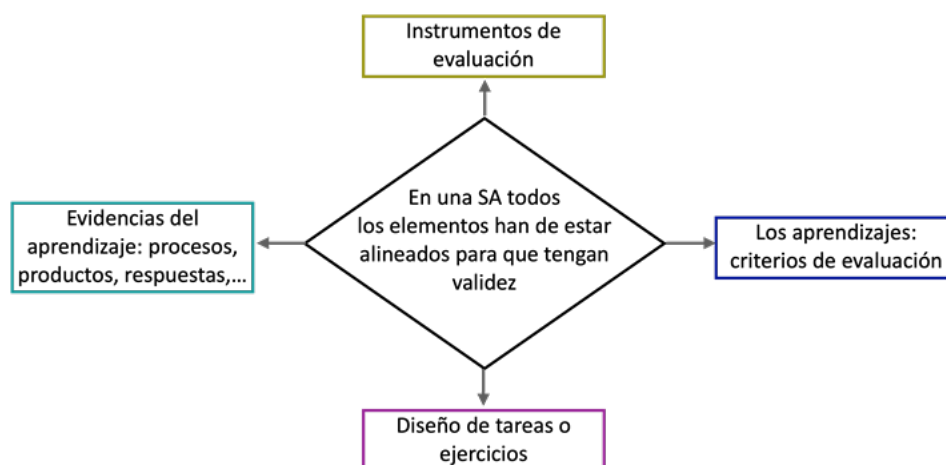 Instrumentos de
evaluación
En una SA todos
los elementos han de estar
alineados para que tengan
validez
Evidencias del
aprendizaje: procesos,
productos, respuestas,...
Los aprendizajes:
criterios de evaluación
Diseño de tareas o
ejercicios